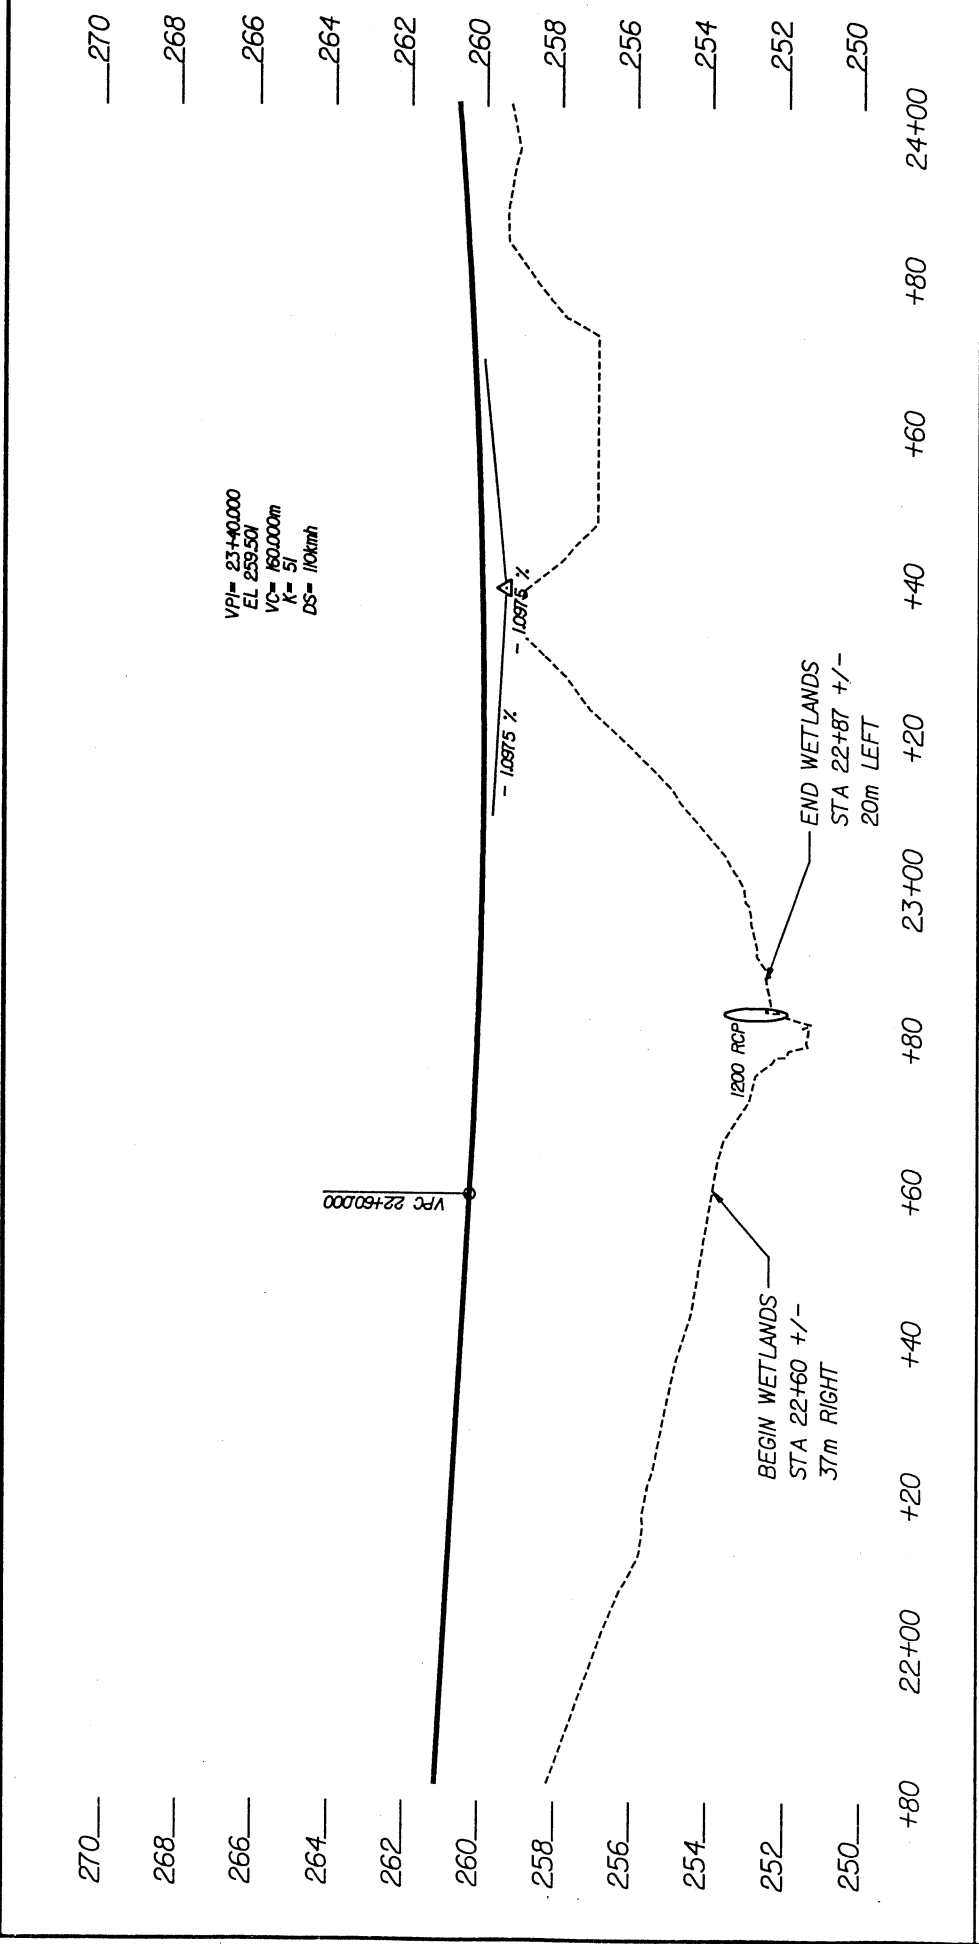 270
268
266
264
262
260
258
256
254
252
250
270
268
266
264
262
260
258
256
254
252
250
VPI= 23+40.000
EL 259.501
VC= 160.000m
K= 51
DS= 110kmh
VPC 22+60.000
- 1.0975 %
- 1.0975 %
1200 RCP
BEGIN WETLANDS
STA 22+60 +/-
37m RIGHT
END WETLANDS
STA 22+87 +/-
20m LEFT
+80
22+00
+20
+40
+60
+80
23+00
+20
+40
+60
+80
24+00